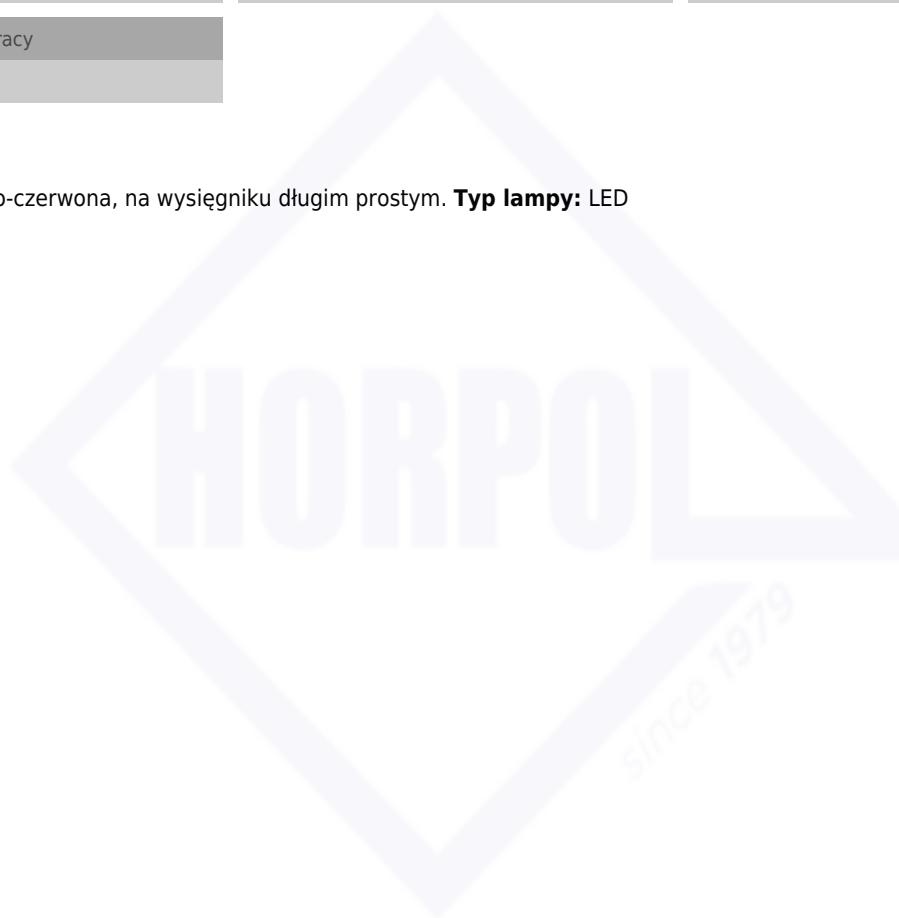 racy
o-czerwona, na wysięgniku długim prostym. Typ lampy: LED
HORPOL
since 1979